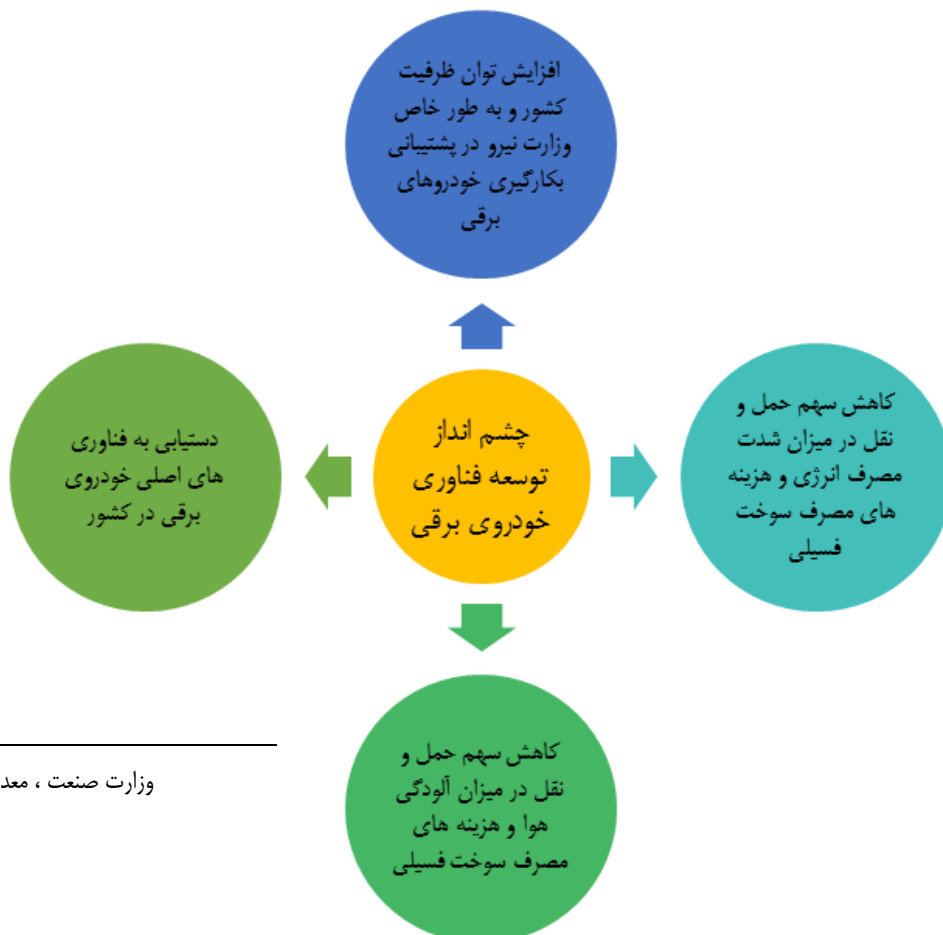 افزایش توان ظرفیت
کشور و به طور خاص
وزارت نیرو در پشتیبانی
بکارگیری خودروهای
برقی
کاهش سهم حمل و
نقل در میزان شدت
مصرف انرژی و هزینه
های مصرف سوخت
فسیلی
چشم انداز
توسعه فناوری
خودروی برقی
دستیابی به فناوری
های اصلی خودروی
برقی در کشور
کاهش سهم حمل و
نقل در میزان آلودگی
هوا و هزینه های
مصرف سوخت فسیلی
وزارت صنعت ، معد